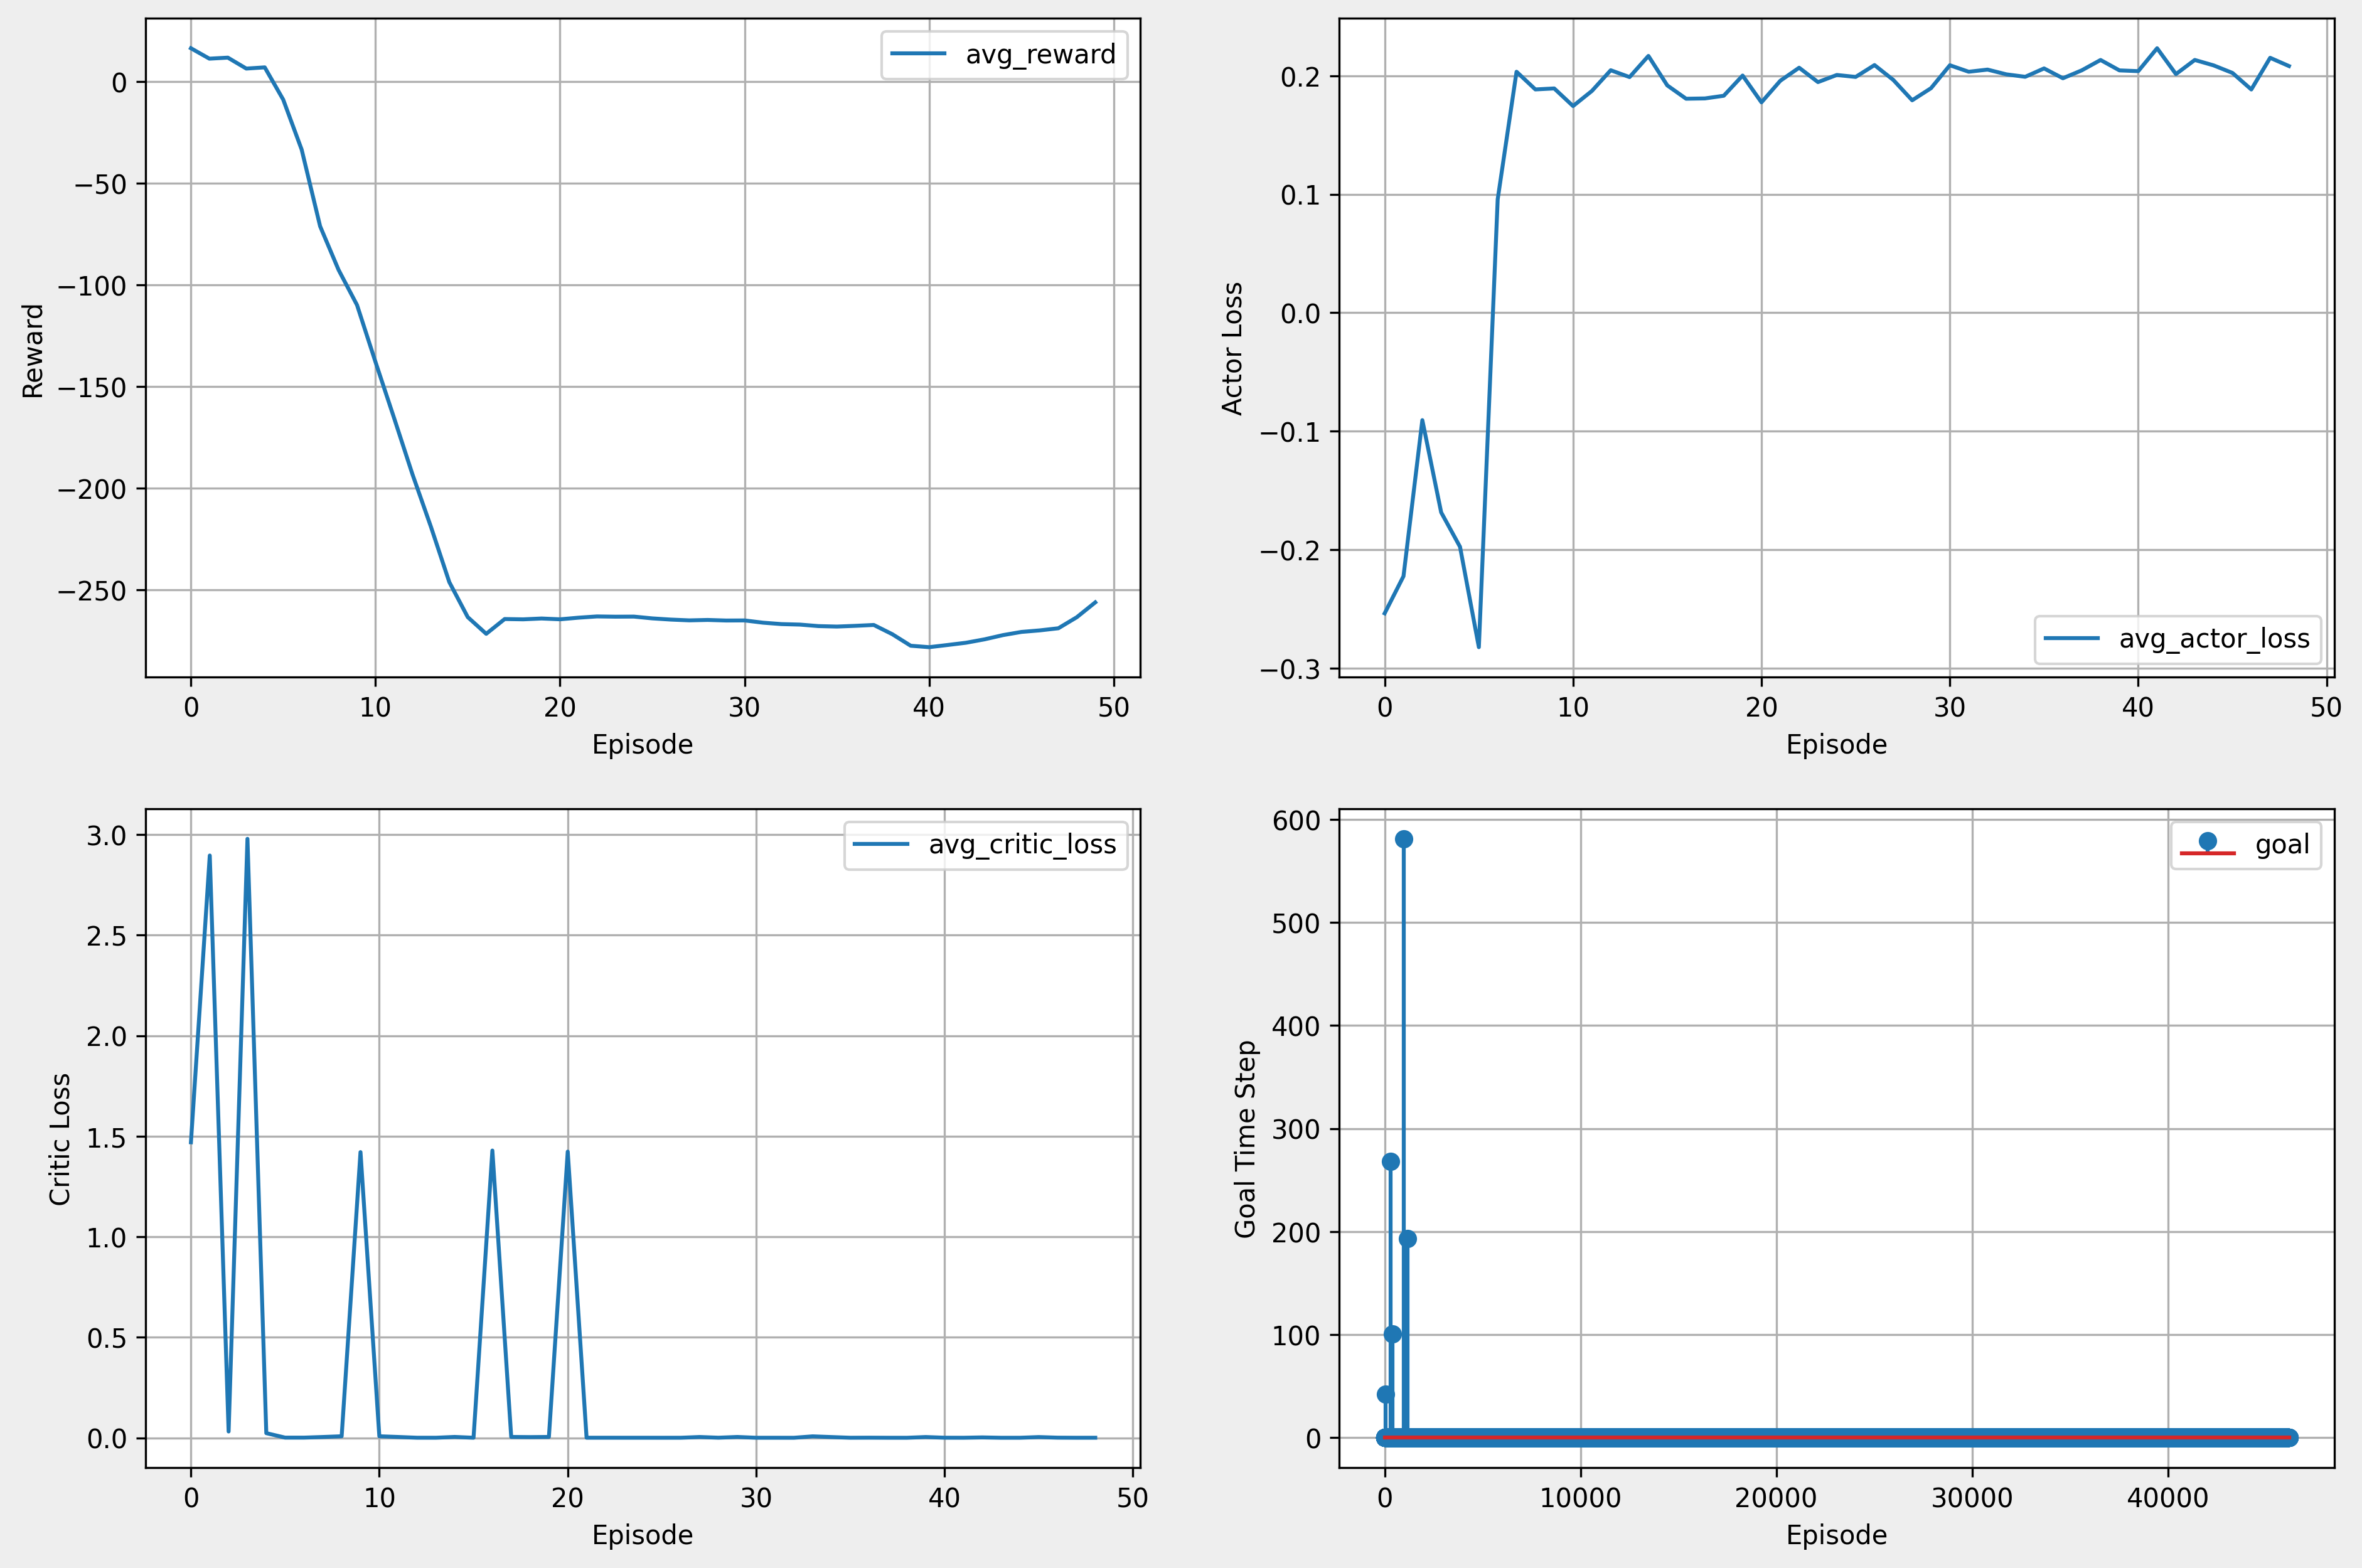 avg_reward
0
−50
−100
−150
−200
−250
Reward
0 10 20 30 40 50
Episode
0.2
0.1
0.0
−0.1
−0.2
−0.3
Actor Loss
avg_actor_loss
0 10 20 30 40 50
Episode
avg_critic_loss
3.0
2.5
2.0
1.5
1.0
0.5
0.0
Critic Loss
0 10 20 30 40 50
Episode
goal
600
500
400
300
200
100
0
Goal Time Step
0 10000 20000 30000 40000
Episode